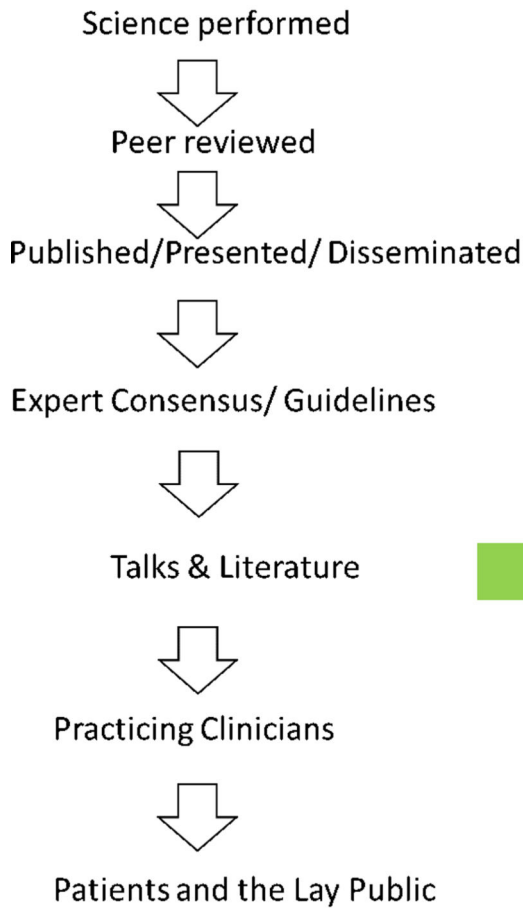 Science performed
Peer reviewed
Published/Presented/ Disseminated
Expert Consensus/ Guidelines
Talks & Literature
Practicing Clinicians
Patients and the Lay Public